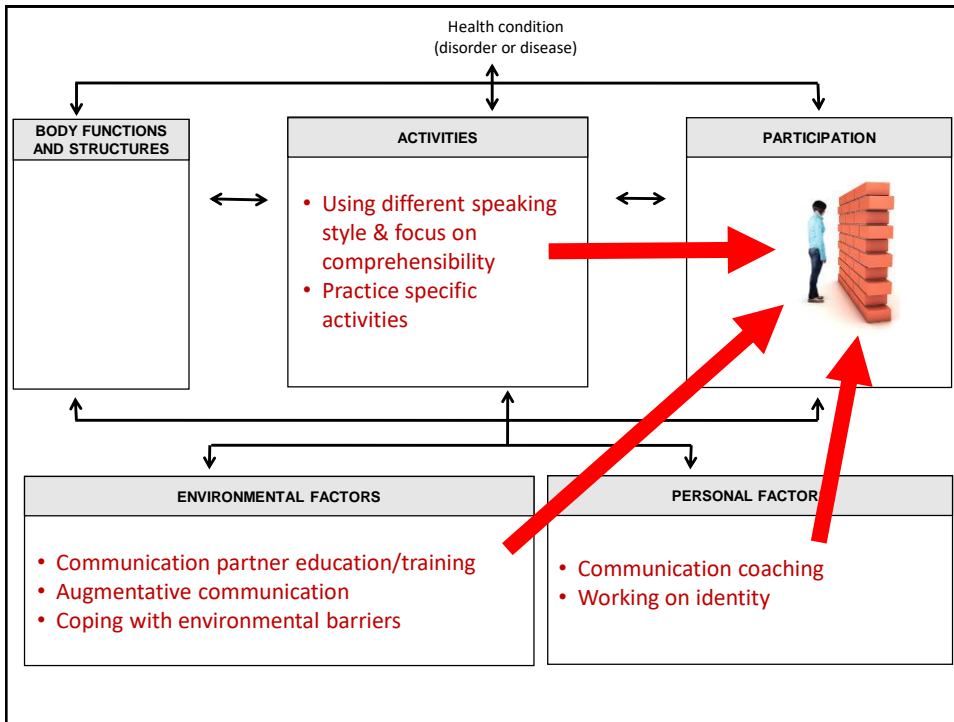 Health condition
(disorder or disease)
BODY FUNCTIONS
AND STRUCTURES
ACTIVITIES
PARTICIPATION
• Using different speaking
style & focus on
comprehensibility
• Practice specific
activities
ENVIRONMENTAL FACTORS
PERSONAL FACTORS
• Communication partner education/training
• Augmentative communication
• Coping with environmental barriers
• Communication coaching
• Working on identity